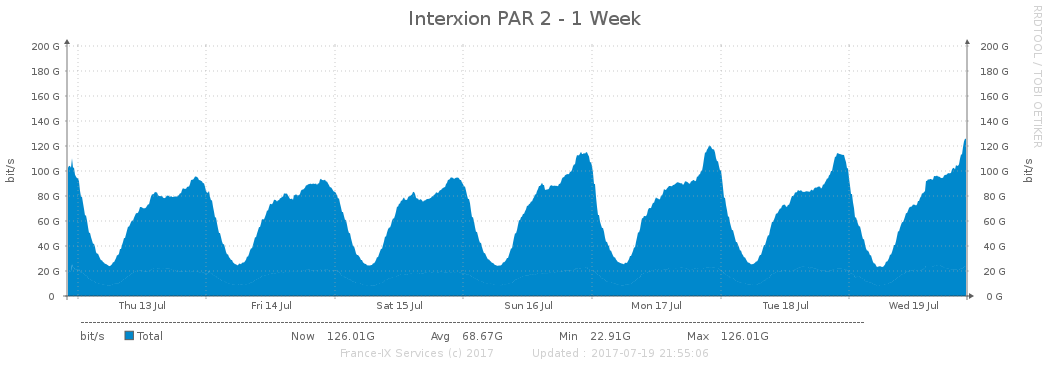 Interxion PAR 2 - 1 Week
RRDTOOL / TOBI OETIKER
bit/s
bit/s
200 G 200 G
180 G 180 G
160 G 160 G
140 G 140 G
120 G 120 G
100 G 100 G
80 G 80 G
60 G 60 G
40 G 40 G
20 G 20 G
0 0 G
Thu 13 Jul Fri 14 Jul Sat 15 Jul Sun 16 Jul Mon 17 Jul Tue 18 Jul Wed 19 Jul
bit/s Total Now 126.01G Avg 68.67G Min 22.91G Max 126.01G
France-IX Services (c) 2017 Updated : 2017-07-19 21:55:06